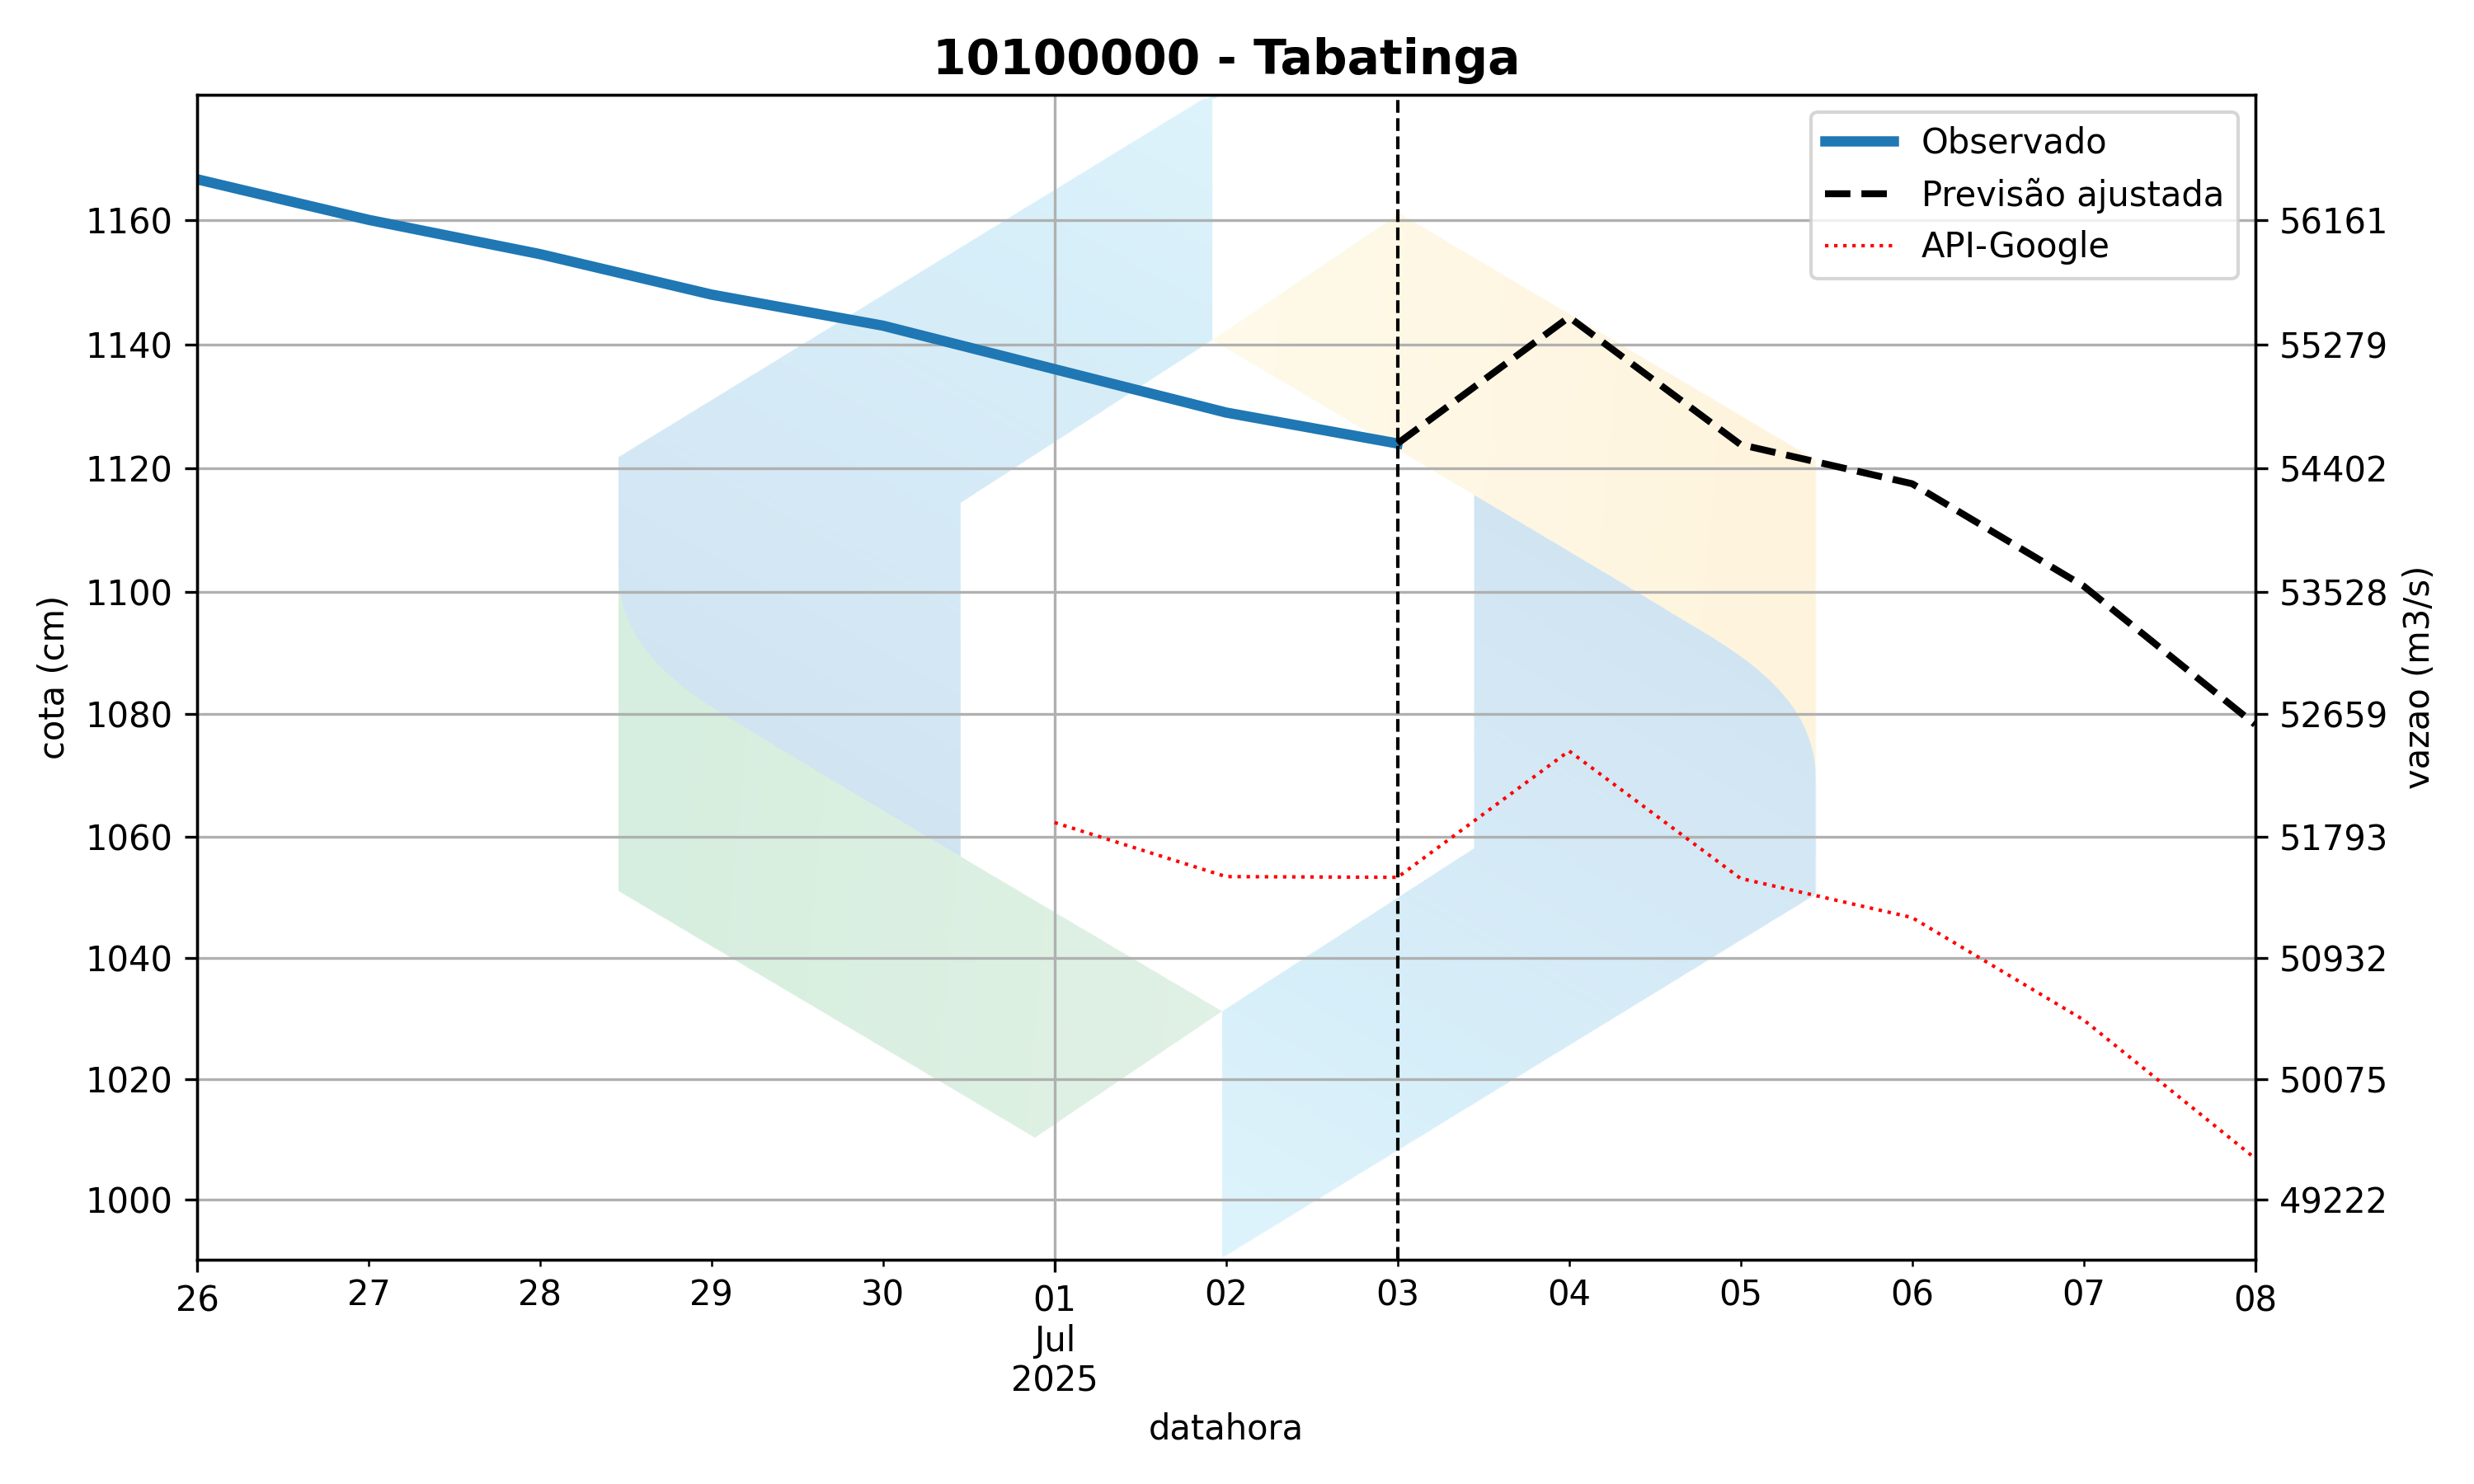 10100000 - Tabatinga
Observado
Previsão ajustada
API-Google
cota (cm)
1160
1140
1120
1100
1080
1060
1040
1020
1000
56161
55279
54402
53528
52659
51793
50932
50075
49222
vazao (m3/s)
26 27 28 29 30 01 02 03 04 05 06 07 08
Jul
2025
datahora